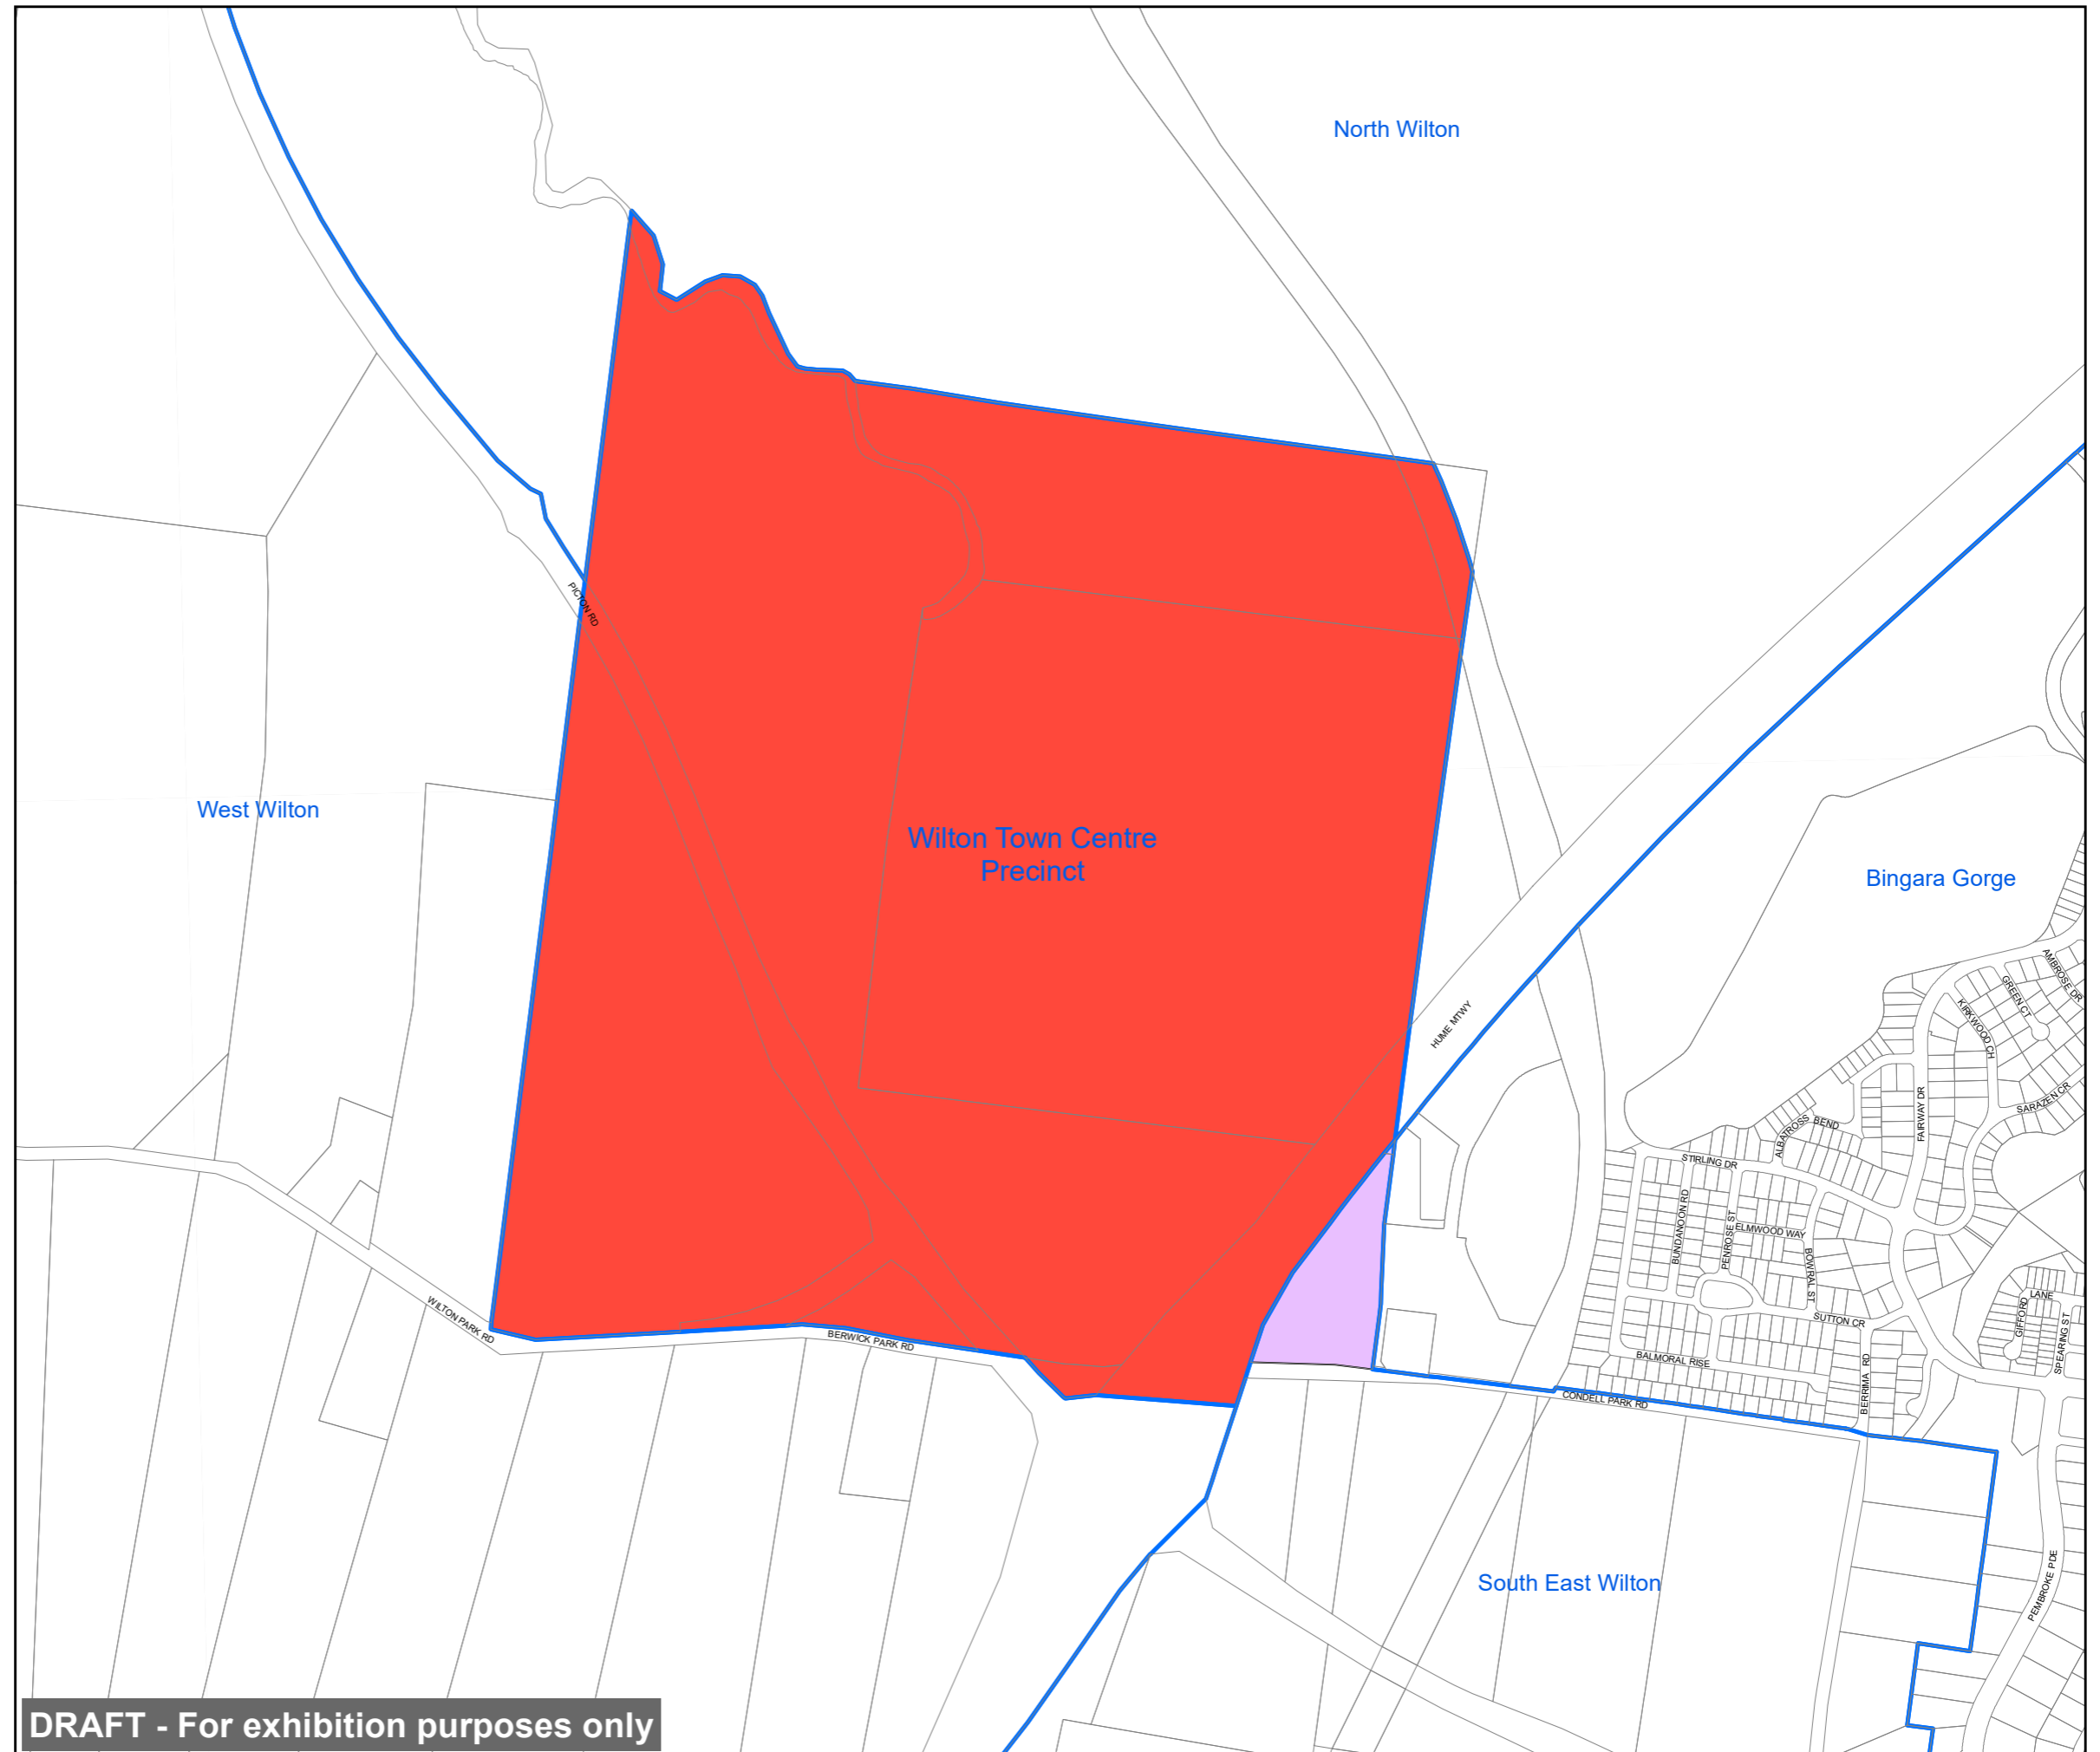 North Wilton
PICTON RD
West Wilton
Wilton Town Centre
Precinct
Bingara Gorge
HUME MTWY
AMBROSE DR
GREEN CT
KIRKWOOD CH
SARAZEN CR
FAIRWAY DR
ALBATROSS BEND
STIRLING DR
BUNDANOON RD
PENROSE ST
ELMWOOD WAY
BOWRAL ST
SUTTON CR
GIFFORD
LANE
SPEARING ST
WILTON PARK RD
BERWICK PARK RD
BALMORAL RISE
BERRIMA RD
CONDELL PARK RD
South East Wilton
PEMBROKE PDE
DRAFT - For exhibition purposes only